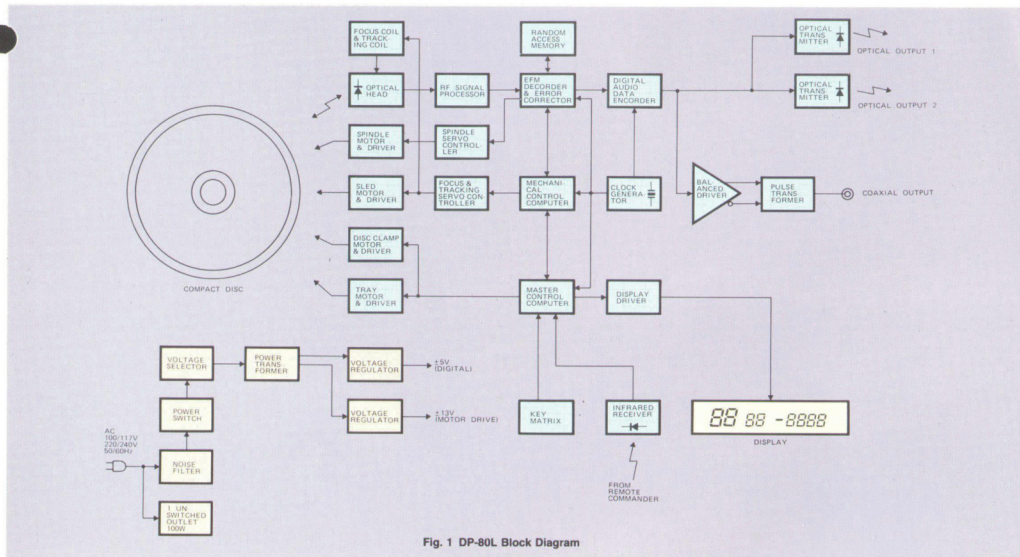 FOCUS COIL
& TRACK
ING COIL
RANDOM
ACCESS
MEMORY
OPTICAL
TRANS
MITTER
OPTICAL OUTPUT 1
OPTICAL
HEAD
RF SIGNAL
PROCESSOR
EFM
DECORDER
& ERROR
CORRECTOR
DIGITAL
AUDIO
DATA
ENCORDER
OPTICAL
TRANS
MITTER
OPTICAL OUTPUT 2
SPINDLE
MOTOR
& DRIVER
SPINDLE
SERVO
CONTROL-
LER
SLED
MOTOR
& DRIVER
FOCUS &
TRACKING
SERVO CON
TROLLER
MECHANI-
CAL
CONTROL
COMPUTER
CLOCK
GENERA
TOR
BAL
ANCED
DRIVER
PULSE
TRANS
FORMER
COAXIAL OUTPUT
DISC CLAMP
MOTOR
& DRIVER
COMPACT DISC
TRAY
MOTOR
& DRIVER
MASTER
CONTROL
COMPUTER
DISPLAY
DRIVER
VOLTAGE
SELECTOR
POWER
TRANS
FORMER
VOLTAGE
REGULATOR
±5V
(DIGITAL)
POWER
SWITCH
VOLTAGE
REGULATOR
±13V
(MOTOR DRIVE)
KEY
MATRIX
INFRARED
RECEIVER
88 88 -8888
DISPLAY
AC
100/117V
220/240V
50/60Hz
NOISE
FILTER
FROM
REMOTE
COMMANDER
1 UN
SWITCHED
OUTLET
100W
Fig. 1 DP-80L Block Diagram